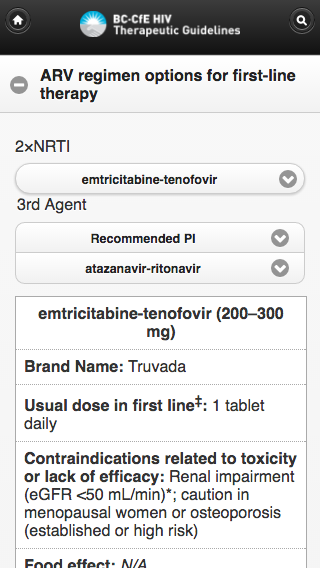 BC-CfE HIV
Therapeutic Guidelines
ARV regimen options for first-line
therapy
2×NRTI
emtricitabine-tenofovir
3rd Agent
Recommended PI
atazanavir-ritonavir
emtricitabine-tenofovir (200–300
mg)
Brand Name: Truvada
Usual dose in first line‡: 1 tablet
daily
Contraindications related to toxicity
or lack of efficacy: Renal impairment
(eGFR <50 mL/min)*; caution in
menopausal women or osteoporosis
(established or high risk)
Food effect: N/A